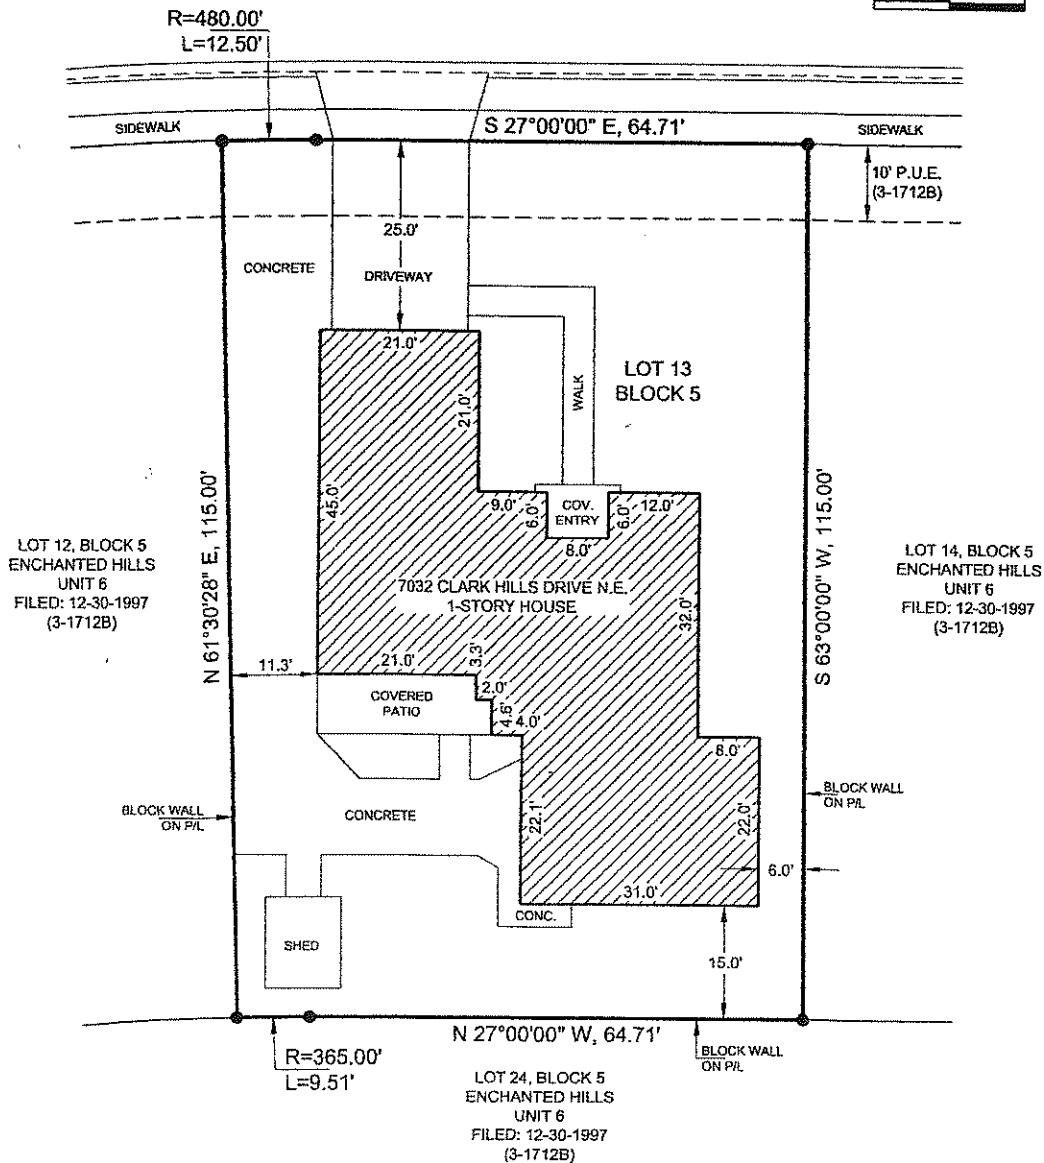 R=480.00'
L=12.50'
SIDEWALK
S 27°00'00" E, 64.71'
SIDEWALK
10' P.U.E.
(3-1712B)
25.0'
CONCRETE
DRIVEWAY
21.0'
LOT 13
BLOCK 5
WALK
21.0'
45.0'
9.0'
6.0'
COV.
ENTRY
6.0'
12.0'
8.0'
N 61°30'28" E, 115.00'
S 63°00'00" W, 115.00'
LOT 12, BLOCK 5
ENCHANTED HILLS
UNIT 6
FILED: 12-30-1997
(3-1712B)
LOT 14, BLOCK 5
ENCHANTED HILLS
UNIT 6
FILED: 12-30-1997
(3-1712B)
7032 CLARK HILLS DRIVE N.E.
1-STORY HOUSE
32.0'
11.3'
21.0'
3.3'
2.0'
COVERED
PATIO
4.6'
4.0'
8.0'
BLOCK WALL
ON P/L
CONCRETE
22.1'
22.0'
BLOCK WALL
ON P/L
6.0'
31.0'
CONC.
SHED
15.0'
N 27°00'00" W, 64.71'
R=365.00'
L=9.51'
BLOCK WALL
ON P/L
LOT 24, BLOCK 5
ENCHANTED HILLS
UNIT 6
FILED: 12-30-1997
(3-1712B)